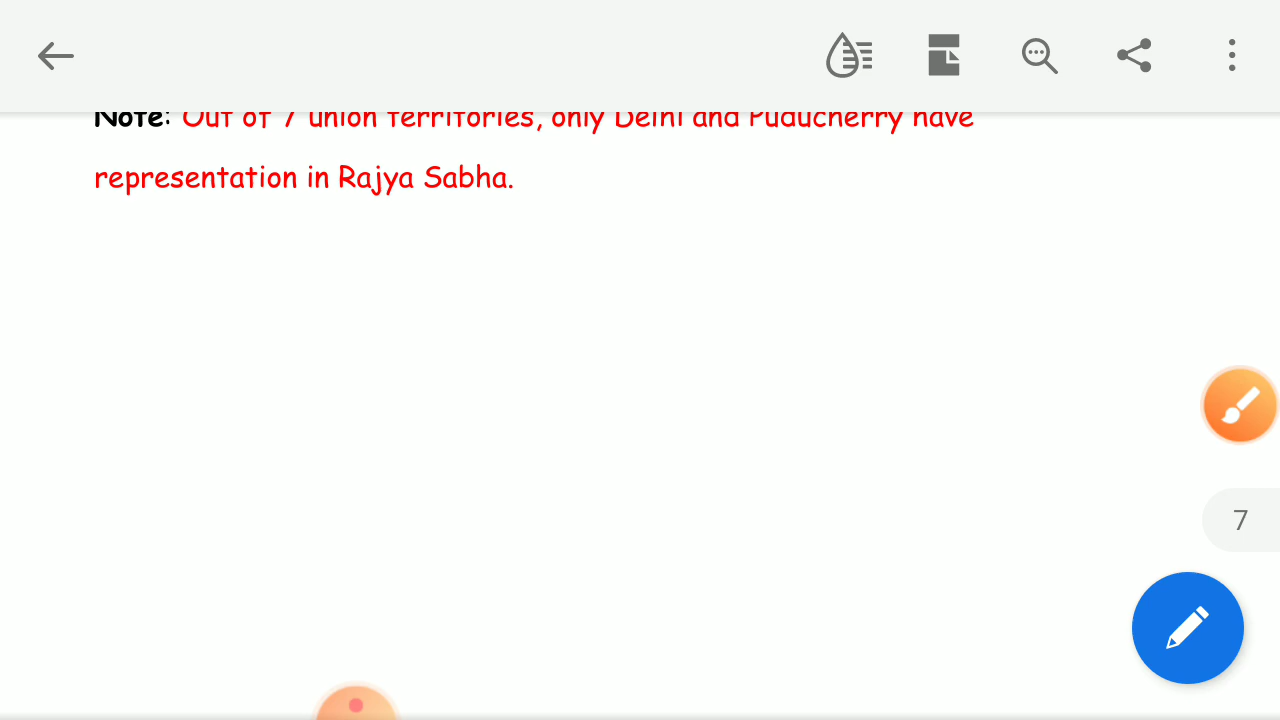 Note: Out of 7 union territories, only Delhi and Puducherry have
representation in Rajya Sabha.
7